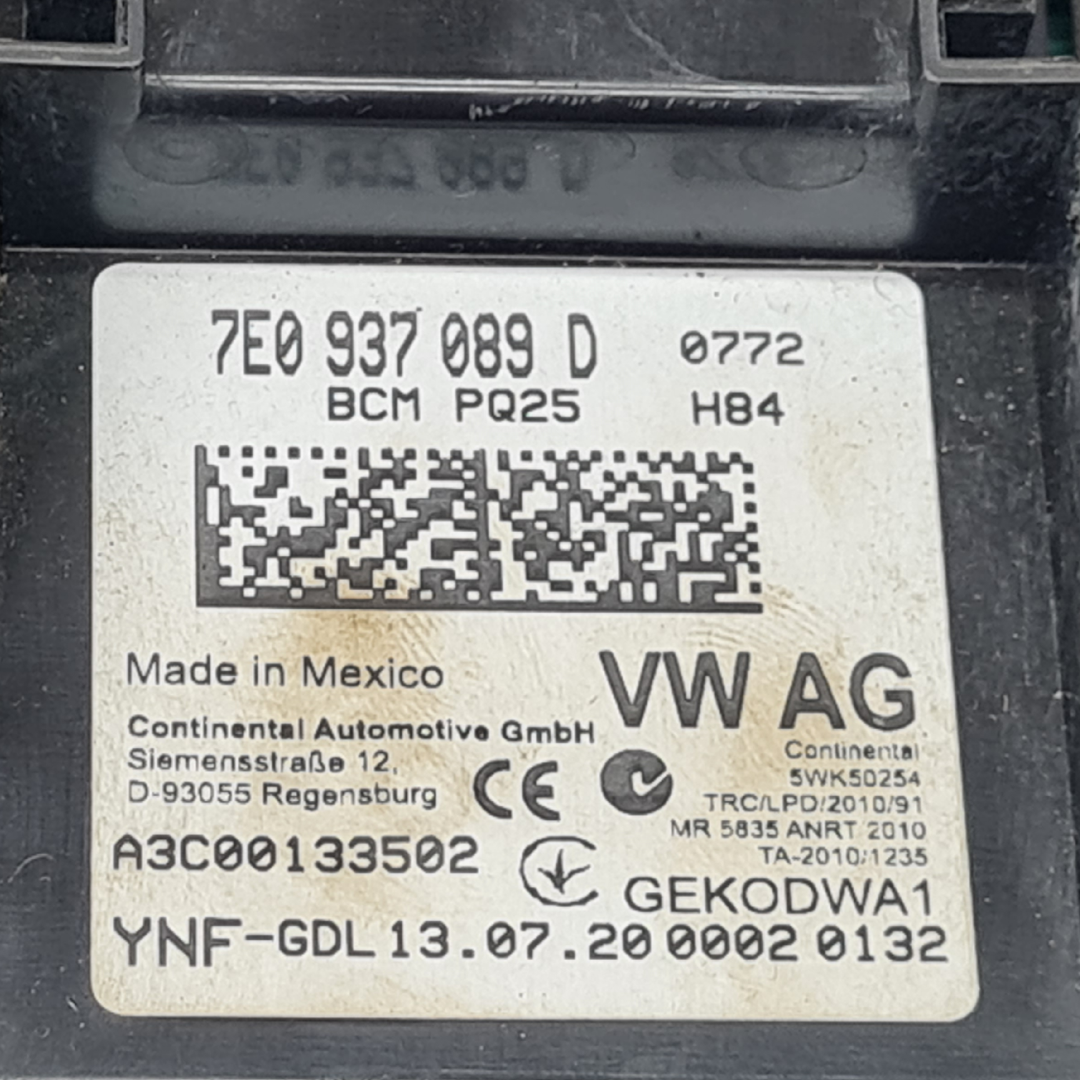 7E0 937 089 D 0772
BCM PQ25 H84
Made in Mexico
VW AG
Continental Automotive GmbH
Siemensstraße 12,
D-93055 Regensburg
CE
Continental
5WK50254
TRC/LPD/2010/91
MR 5835 ANRT 2010
TA-2010/1235
A3C00133502
GEKODWA1
YNF-GDL 13.07.20 0002 0132